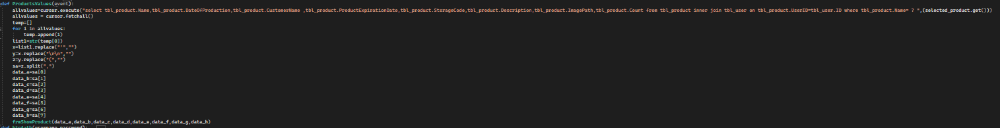 def ProductsValues(event):
    allvalues=cursor.execute("select tbl_product.Name,tbl_product.DateOfProduction,tbl_product.CustomerName ,tbl_product.ProductExpirationDate,tbl_product.StorageCode,tbl_product.Description,tbl_product.ImagePath,tbl_product.Count from tbl_product inner join tbl_user on tbl_product.UserID=tbl_user.ID where tbl_product.Name= ? ",(selected_product.get()))
    allvalues = cursor.fetchall()
    temp=[]
    for i in allvalues:
        temp.append(i)
    list1=str(temp[0])
    x=list1.replace("'","")
    y=x.replace("\r\n","")
    z=y.replace("(","")
    sa=z.split(",")
    data_a=sa[0]
    data_b=sa[1]
    data_c=sa[2]
    data_d=sa[3]
    data_e=sa[4]
    data_f=sa[5]
    data_g=sa[6]
    data_h=sa[7]
    frmShowProduct(data_a,data_b,data_c,data_d,data_e,data_f,data_g,data_h)